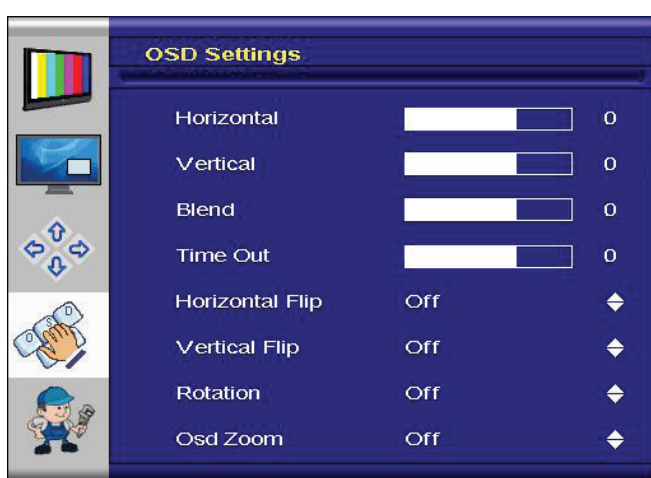 OSD Settings
Horizontal 0
Vertical 0
Blend 0
Time Out 0
Horizontal Flip Off
Vertical Flip Off
Rotation Off
Osd Zoom Off
O S D